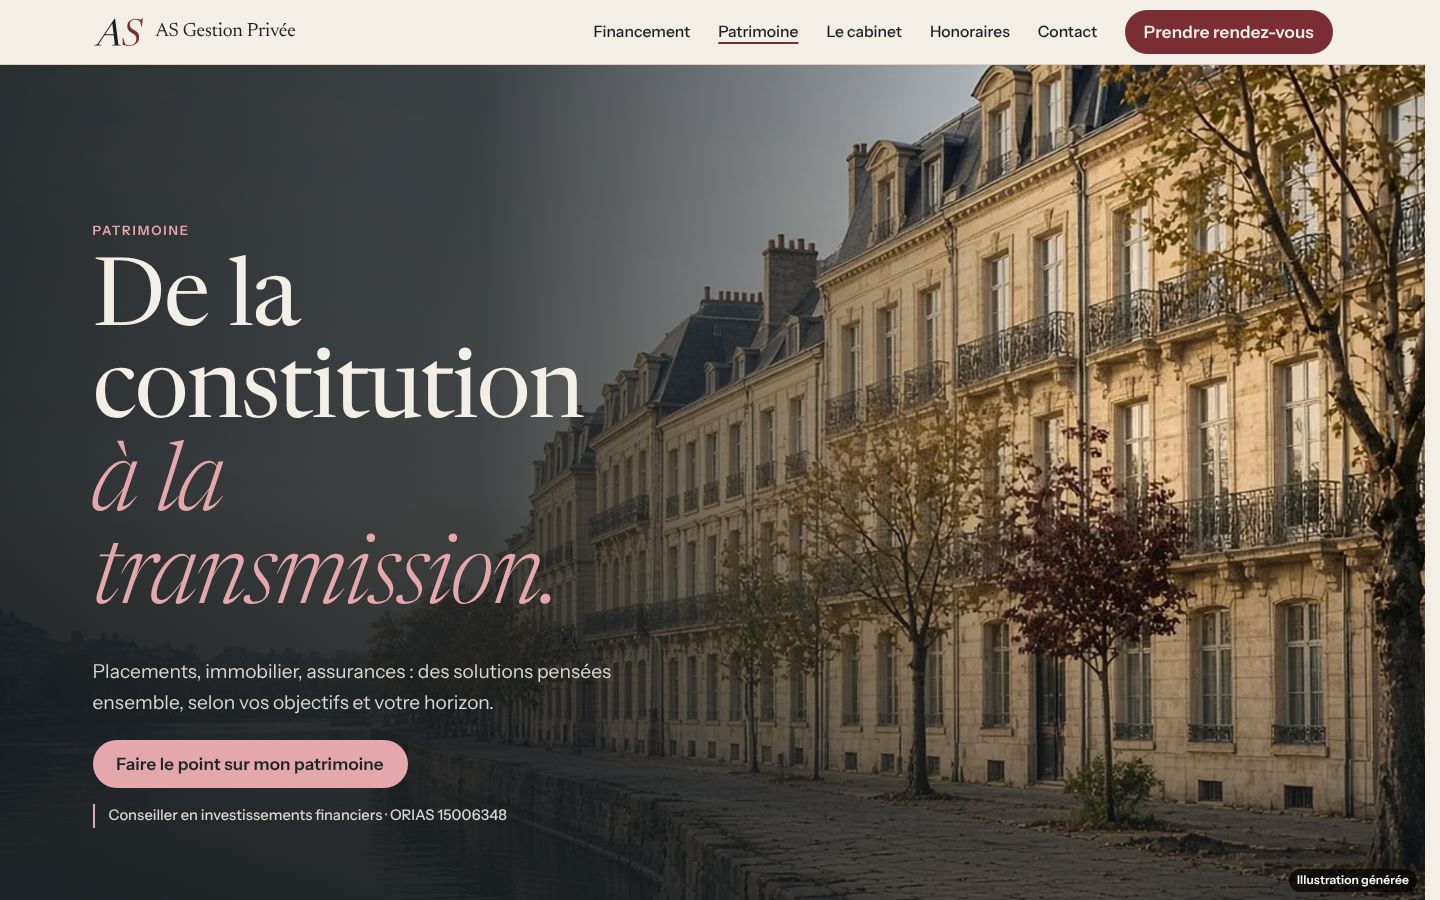 AS AS Gestion Privée
Financement Patrimoine Le cabinet Honoraires Contact Prendre rendez-vous
PATRIMOINE
De la
constitution
à la
transmission.
Placements, immobilier, assurances : des solutions pensées
ensemble, selon vos objectifs et votre horizon.
Faire le point sur mon patrimoine
Conseiller en investissements financiers · ORIAS 15006348
Illustration générée